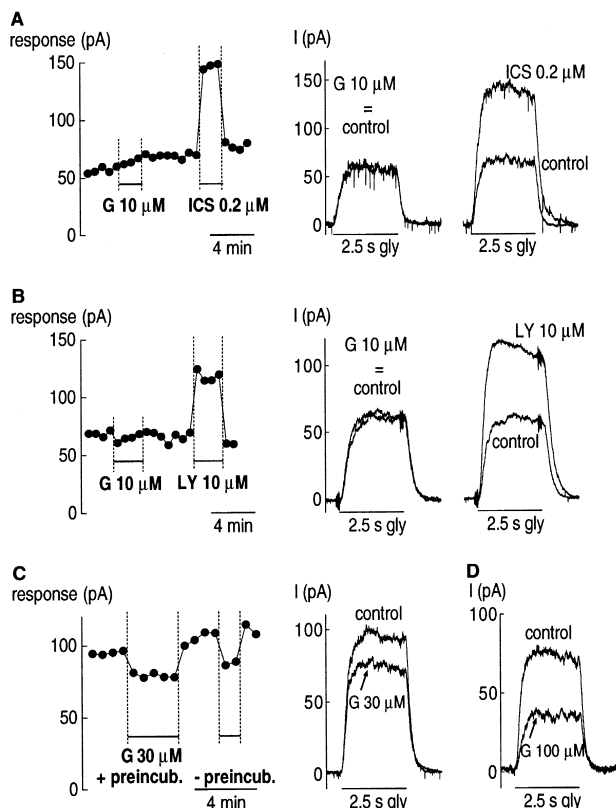 A
response (pA)
150
100
50
0
G 10 µM
ICS 0.2 µM
4 min
I (pA)
150
100
50
0
G 10 µM
=
control
2.5 s gly
ICS 0.2 µM
control
2.5 s gly
B
response (pA)
150
100
50
0
G 10 µM
LY 10 µM
4 min
I (pA)
100
50
0
G 10 µM
=
control
2.5 s gly
LY 10 µM
control
2.5 s gly
C
response (pA)
100
50
0
G 30 µM
+ preincub.
- preincub.
4 min
I (pA)
100
50
0
control
G 30 µM
2.5 s gly
D
I (pA)
100
50
0
control
G 100 µM
2.5 s gly